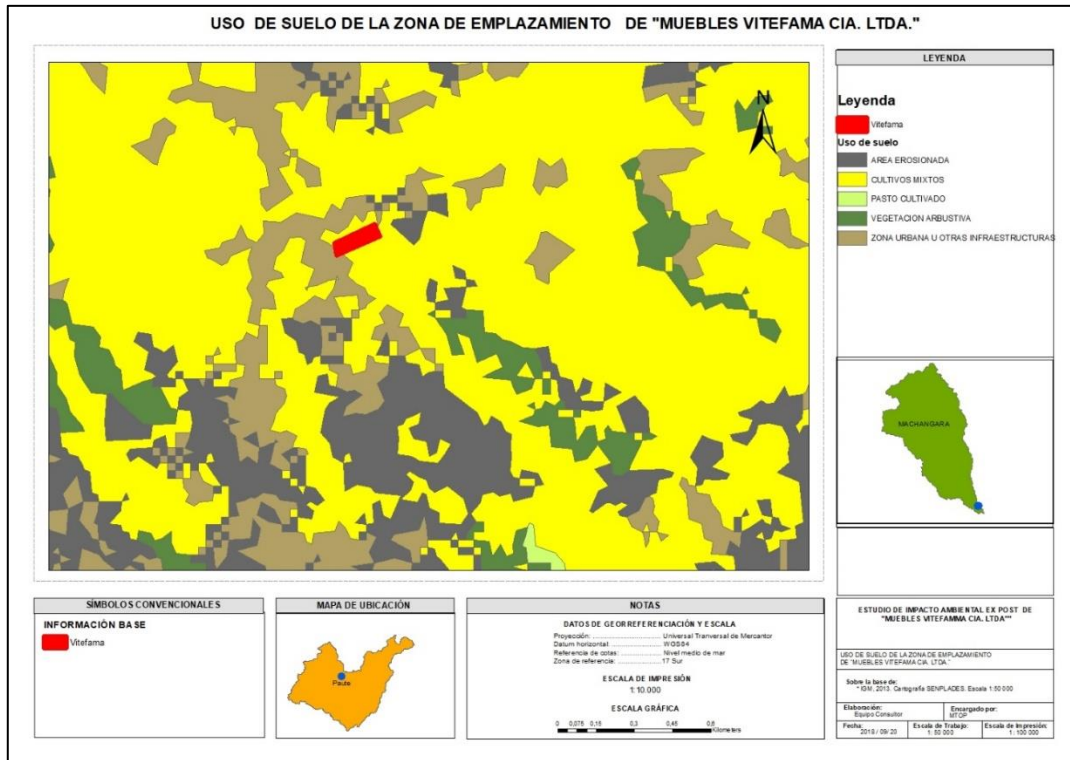 USO DE SUELO DE LA ZONA DE EMPLAZAMIENTO DE "MUEBLES VITEFAMA CIA. LTDA."
N
LEYENDA
Leyenda
Vitefama
Uso de suelo
AREA EROSIONADA
CULTIVOS MIXTOS
PASTO CULTIVADO
VEGETACION ARBUSTIVA
ZONA URBANA U OTRAS INFRAESTRUCTURAS
MACHANGARA
SÍMBOLOS CONVENCIONALES
INFORMACIÓN BASE
Vitefama
MAPA DE UBICACIÓN
Paute
NOTAS
DATOS DE GEORREFERENCIACIÓN Y ESCALA
Proyección: Universal Tranversal de Mercantor
Datum horizontal: WGS84
Referencia de cotas: Nivel medio de mar
Zona de referencia: 17 Sur
ESCALA DE IMPRESIÓN
1:10.000
ESCALA GRÁFICA
0 0,075 0,15 0,3 0,45 0,6
Kilometers
ESTUDIO DE IMPACTO AMBIENTAL EX POST DE
"MUEBLES VITEFAMMA CIA. LTDA""
USO DE SUELO DE LA ZONA DE EMPLAZAMIENTO
DE "MUEBLES VITEFAMA CIA. LTDA."
Sobre la base de:
* IGM, 2013. Cartografía SENPLADES. Escala 1:50 000
Elaboración:
Equipo Consultor
Encargado por:
MTOP
Fecha:
2018 / 09/ 20
Escala de Trabajo:
1: 50 000
Escala de Impresión:
1: 100 000